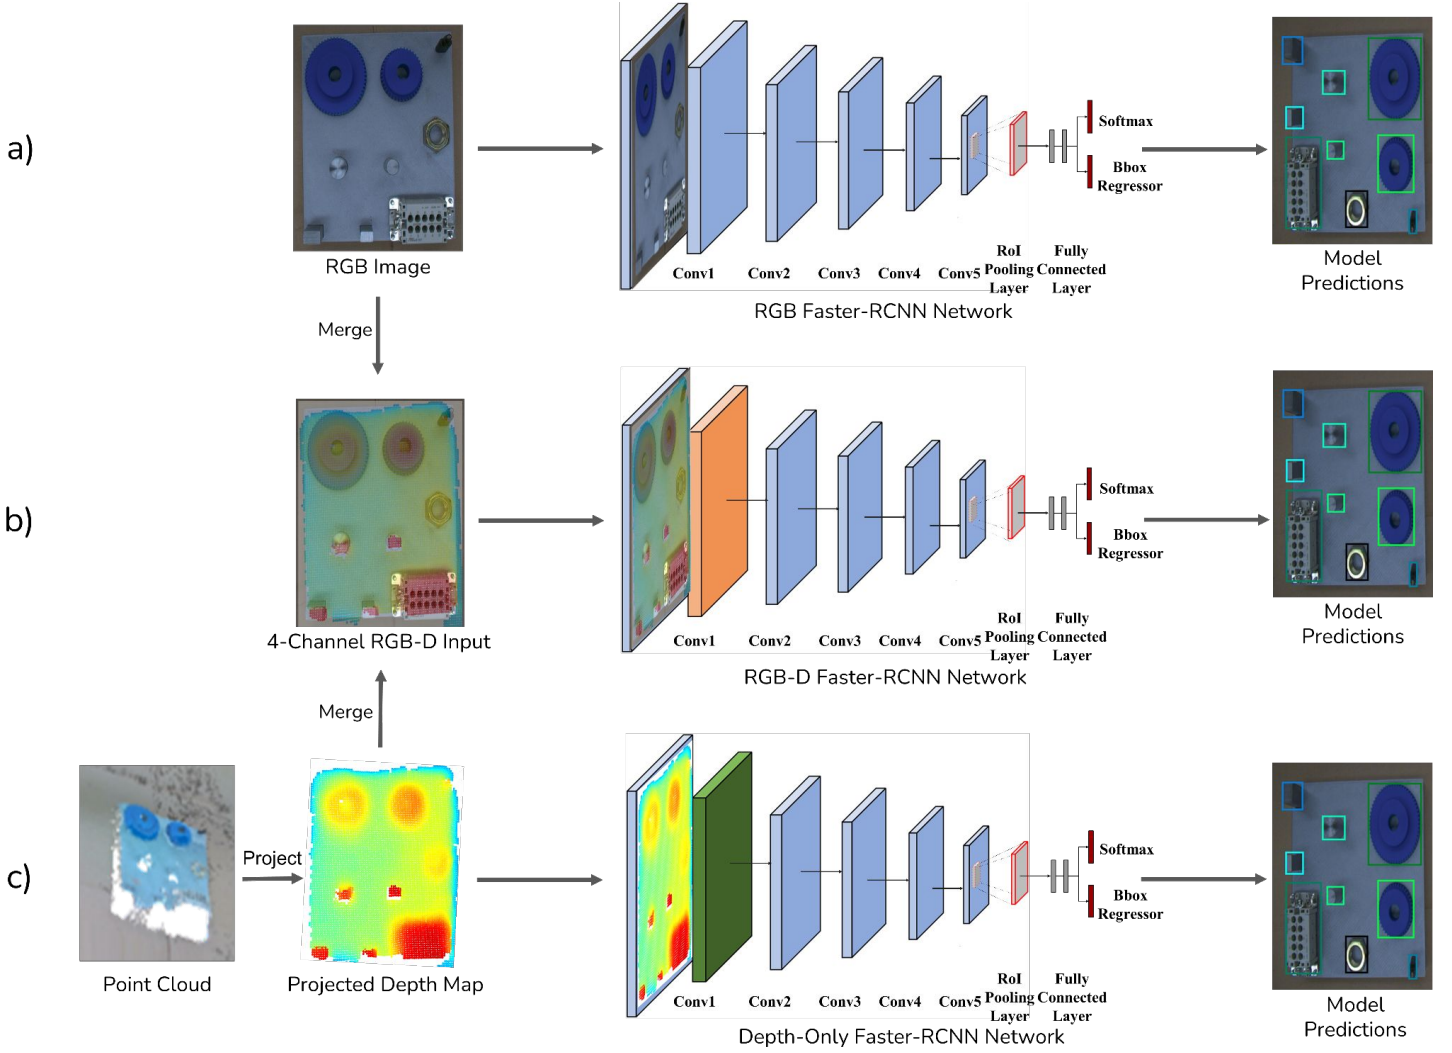 a)
RGB Image
Conv1 Conv2 Conv3 Conv4 Conv5
RoI
Pooling
Layer
Fully
Connected
Layer
Softmax
Bbox
Regressor
RGB Faster-RCNN Network
Model
Predictions
Merge
b)
4-Channel RGB-D Input
Conv1 Conv2 Conv3 Conv4 Conv5
RoI
Pooling
Layer
Fully
Connected
Layer
Softmax
Bbox
Regressor
RGB-D Faster-RCNN Network
Model
Predictions
Merge
c)
Point Cloud
Project
Projected Depth Map
Conv1 Conv2 Conv3 Conv4 Conv5
RoI
Pooling
Layer
Fully
Connected
Layer
Softmax
Bbox
Regressor
Depth-Only Faster-RCNN Network
Model
Predictions